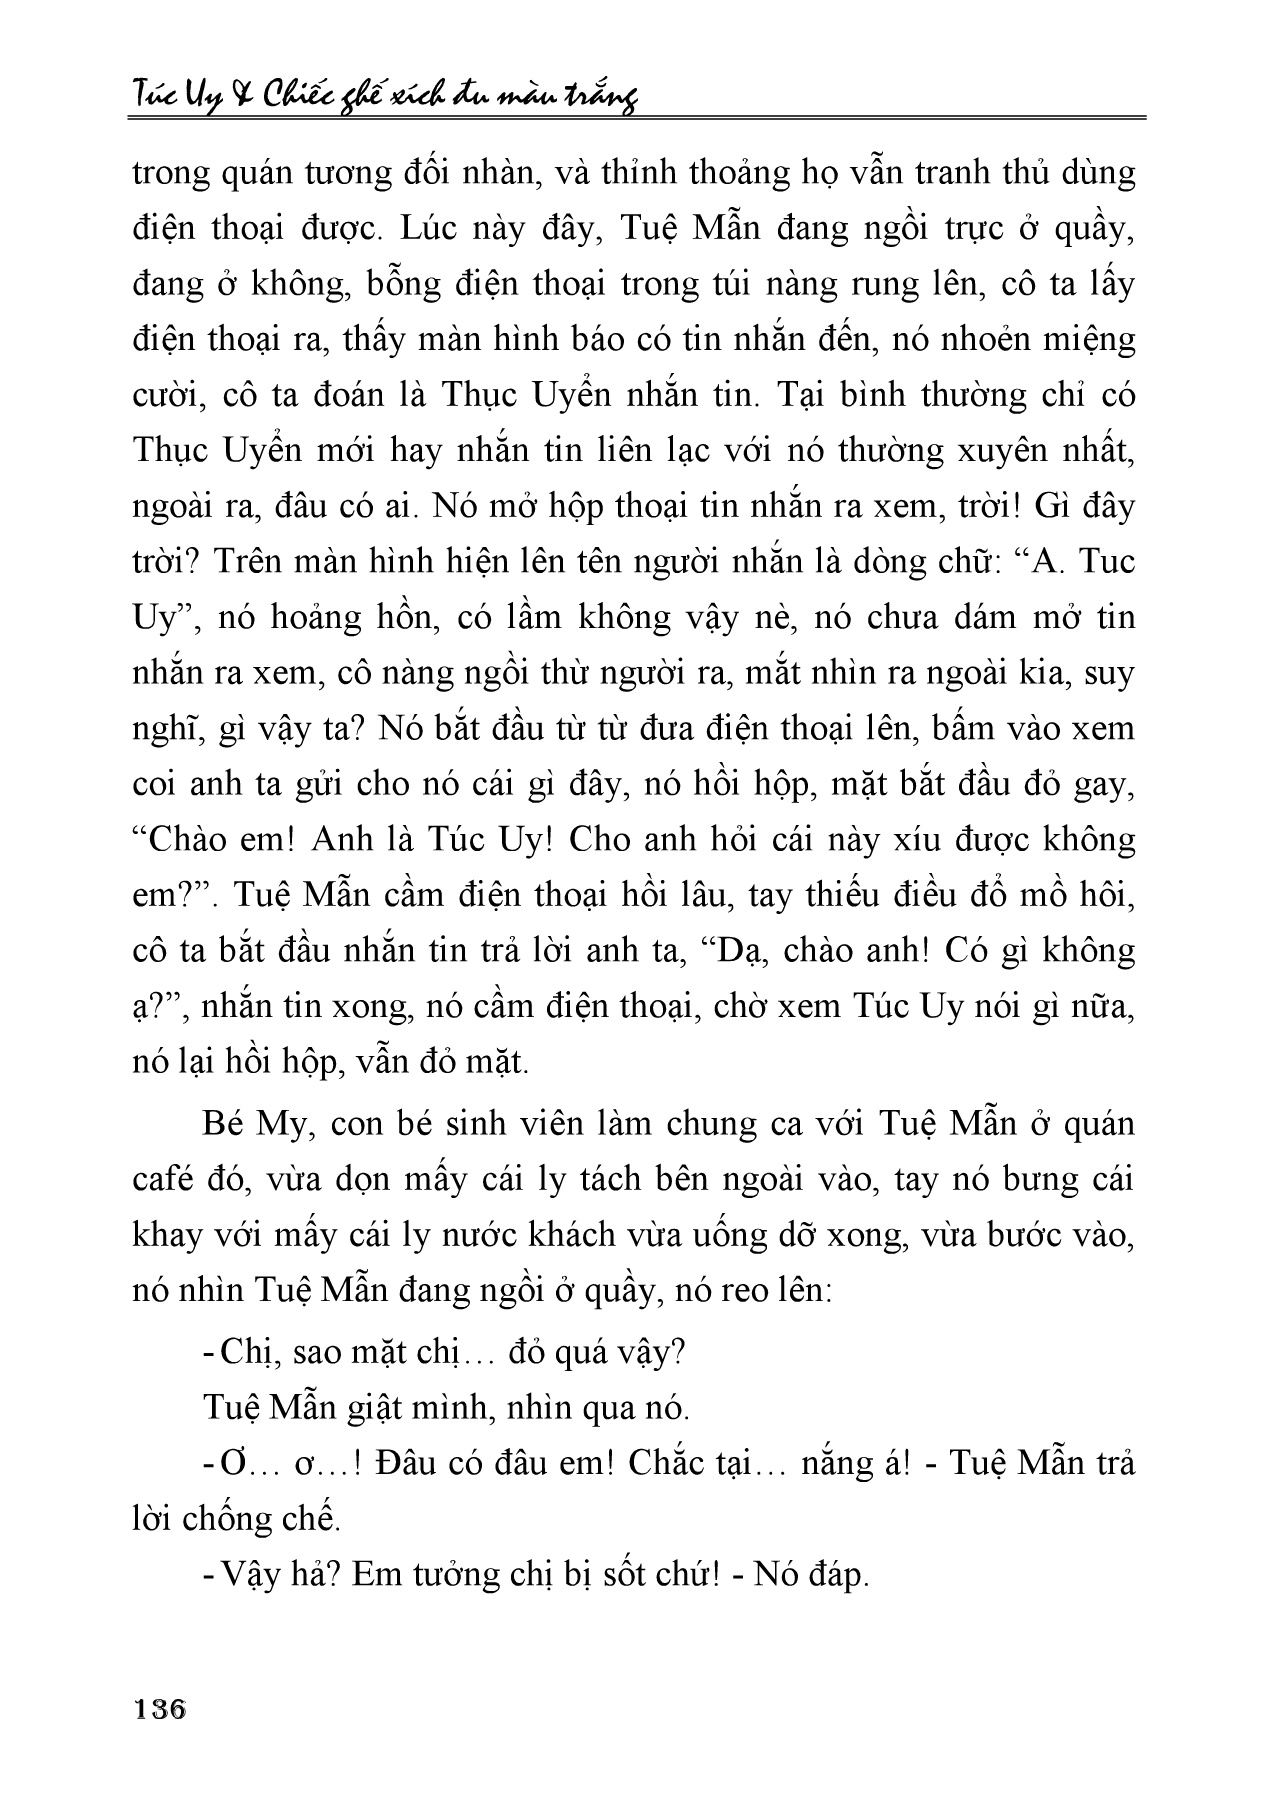 Túc Uy & Chiếc ghế xích đu màu trắng
trong quán tương đối nhàn, và thỉnh thoảng họ vẫn tranh thủ dùng
điện thoại được. Lúc này đây, Tuệ Mẫn đang ngồi trực ở quầy,
đang ở không, bỗng điện thoại trong túi nàng rung lên, cô ta lấy
điện thoại ra, thấy màn hình báo có tin nhắn đến, nó nhoẻn miệng
cười, cô ta đoán là Thục Uyển nhắn tin. Tại bình thường chỉ có
Thục Uyển mới hay nhắn tin liên lạc với nó thường xuyên nhất,
ngoài ra, đâu có ai. Nó mở hộp thoại tin nhắn ra xem, trời! Gì đây
trời? Trên màn hình hiện lên tên người nhắn là dòng chữ: “A. Tuc
Uy”, nó hoảng hồn, có lầm không vậy nè, nó chưa dám mở tin
nhắn ra xem, cô nàng ngồi thừ người ra, mắt nhìn ra ngoài kia, suy
nghĩ, gì vậy ta? Nó bắt đầu từ từ đưa điện thoại lên, bấm vào xem
coi anh ta gửi cho nó cái gì đây, nó hồi hộp, mặt bắt đầu đỏ gay,
“Chào em! Anh là Túc Uy! Cho anh hỏi cái này xíu được không
em?”. Tuệ Mẫn cầm điện thoại hồi lâu, tay thiếu điều đổ mồ hôi,
cô ta bắt đầu nhắn tin trả lời anh ta, “Dạ, chào anh! Có gì không
ạ?”, nhắn tin xong, nó cầm điện thoại, chờ xem Túc Uy nói gì nữa,
nó lại hồi hộp, vẫn đỏ mặt.
Bé My, con bé sinh viên làm chung ca với Tuệ Mẫn ở quán
café đó, vừa dọn mấy cái ly tách bên ngoài vào, tay nó bưng cái
khay với mấy cái ly nước khách vừa uống dỡ xong, vừa bước vào,
nó nhìn Tuệ Mẫn đang ngồi ở quầy, nó reo lên:
- Chị, sao mặt chị… đỏ quá vậy?
Tuệ Mẫn giật mình, nhìn qua nó.
- Ơ… ơ…! Đâu có đâu em! Chắc tại… nắng á! - Tuệ Mẫn trả
lời chống chế.
- Vậy hả? Em tưởng chị bị sốt chứ! - Nó đáp.
136